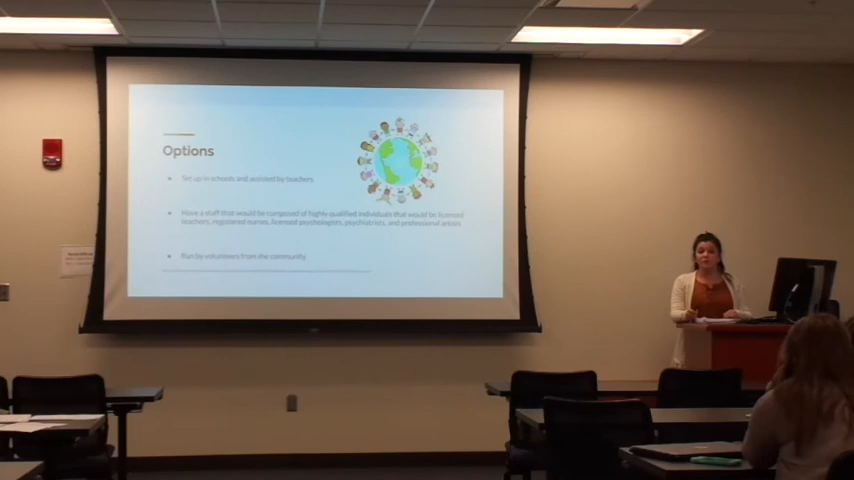 Options
Set up in schools and assisted by teachers.
Have a staff that would be composed of highly qualified individuals that would be licensed
teachers, registered nurses, licensed psychologists, psychiatrists, and professional artists
Run by volunteers from the community